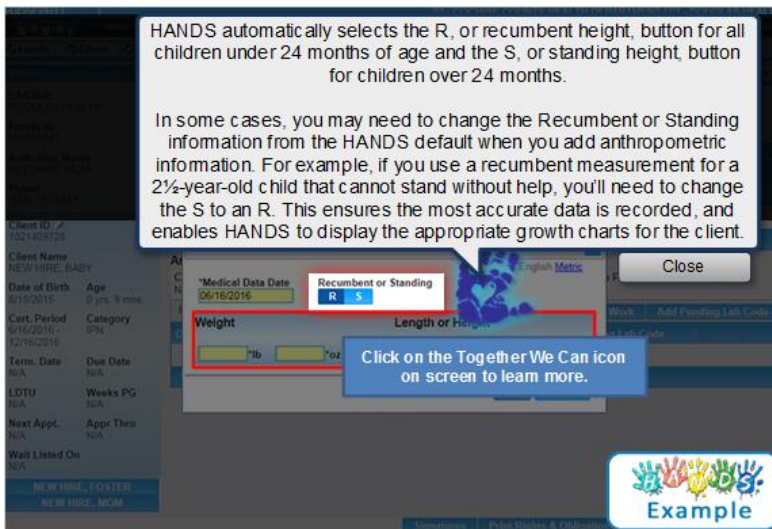 HANDS automatically selects the R, or recumbent height, button for all
children under 24 months of age and the S, or standing height, button
for children over 24 months.
In some cases, you may need to change the Recumbent or Standing
information from the HANDS default when you add anthropometric
information. For example, if you use a recumbent measurement for a
2½-year-old child that cannot stand without help, you'll need to change
the S to an R. This ensures the most accurate data is recorded, and
enables HANDS to display the appropriate growth charts for the client.
Close
English Metric
*Medical Data Date
06/16/2016
Recumbent or Standing
R S
Weight
Length or Height
*lb *oz
Click on the Together We Can icon
on screen to learn more.
Client ID
1021409728
Client Name
NEW HIRE, BABY
Date of Birth Age
0 yrs. 9 mos.
Cert. Period Category
6/16/2016 - IPN
12/16/2016
Term. Date Due Date
N/A N/A
LDTU Weeks PG
N/A N/A
Next Appt. Appr Thru
N/A N/A
Wait Listed On
N/A
NEW HIRE, FOSTER
NEW HIRE, MOM
Work Add Pending Lab Code
Signatures Print Rights &
HANDS
Example